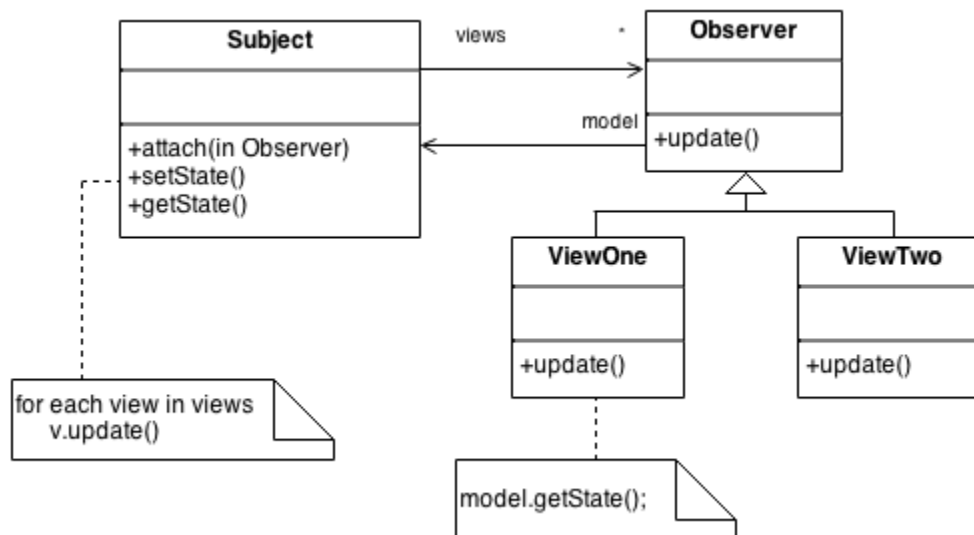 Subject
views
*
Observer
model
+update()
+attach(in Observer)
+setState()
+getState()
ViewOne
ViewTwo
+update()
+update()
for each view in views
v.update()
model.getState();